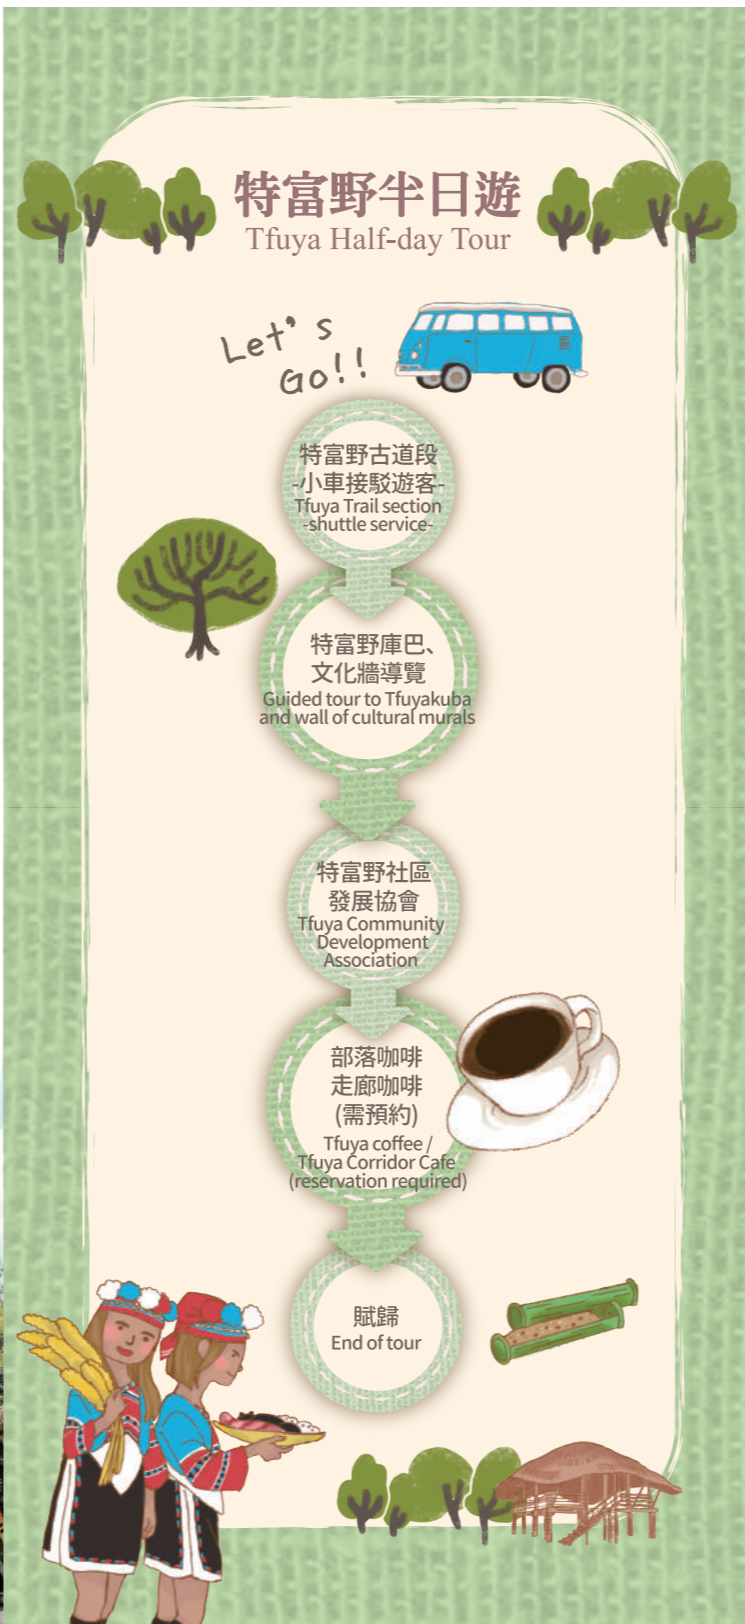 特富野半日遊
Tfuya Half-day Tour
Let's
Go!!
特富野古道段
-小車接駁遊客-
Tfuya Trail section
-shuttle service-
特富野庫巴、
文化牆導覽
Guided tour to Tfuyakuba
and wall of cultural murals
特富野社區
發展協會
Tfuya Community
Development
Association
部落咖啡
走廊咖啡
(需預約)
Tfuya coffee /
Tfuya Corridor Cafe
(reservation required)
賦歸
End of tour